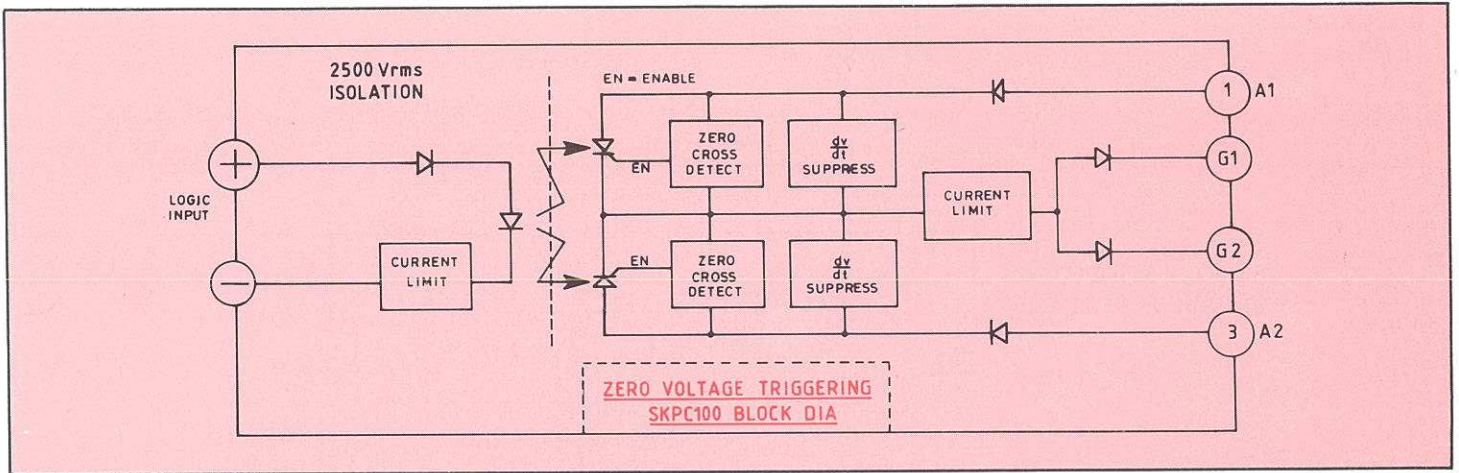 2500 Vrms
ISOLATION
EN = ENABLE
1
A1
ZERO
CROSS
DETECT
dv
dt
SUPPRESS
G1
+
EN
LOGIC
INPUT
CURRENT
LIMIT
G2
−
CURRENT
LIMIT
EN
ZERO
CROSS
DETECT
dv
dt
SUPPRESS
3
A2
ZERO VOLTAGE TRIGGERING
SKPC100 BLOCK DIA